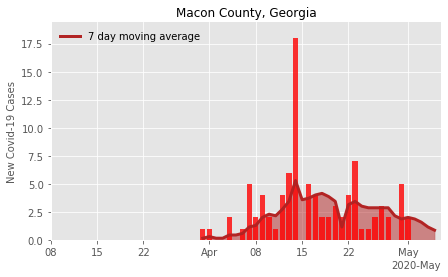 Macon County, Georgia
7 day moving average
New Covid-19 Cases
17.5
15.0
12.5
10.0
7.5
5.0
2.5
0.0
08
15
22
Apr
08
15
22
May
2020-May